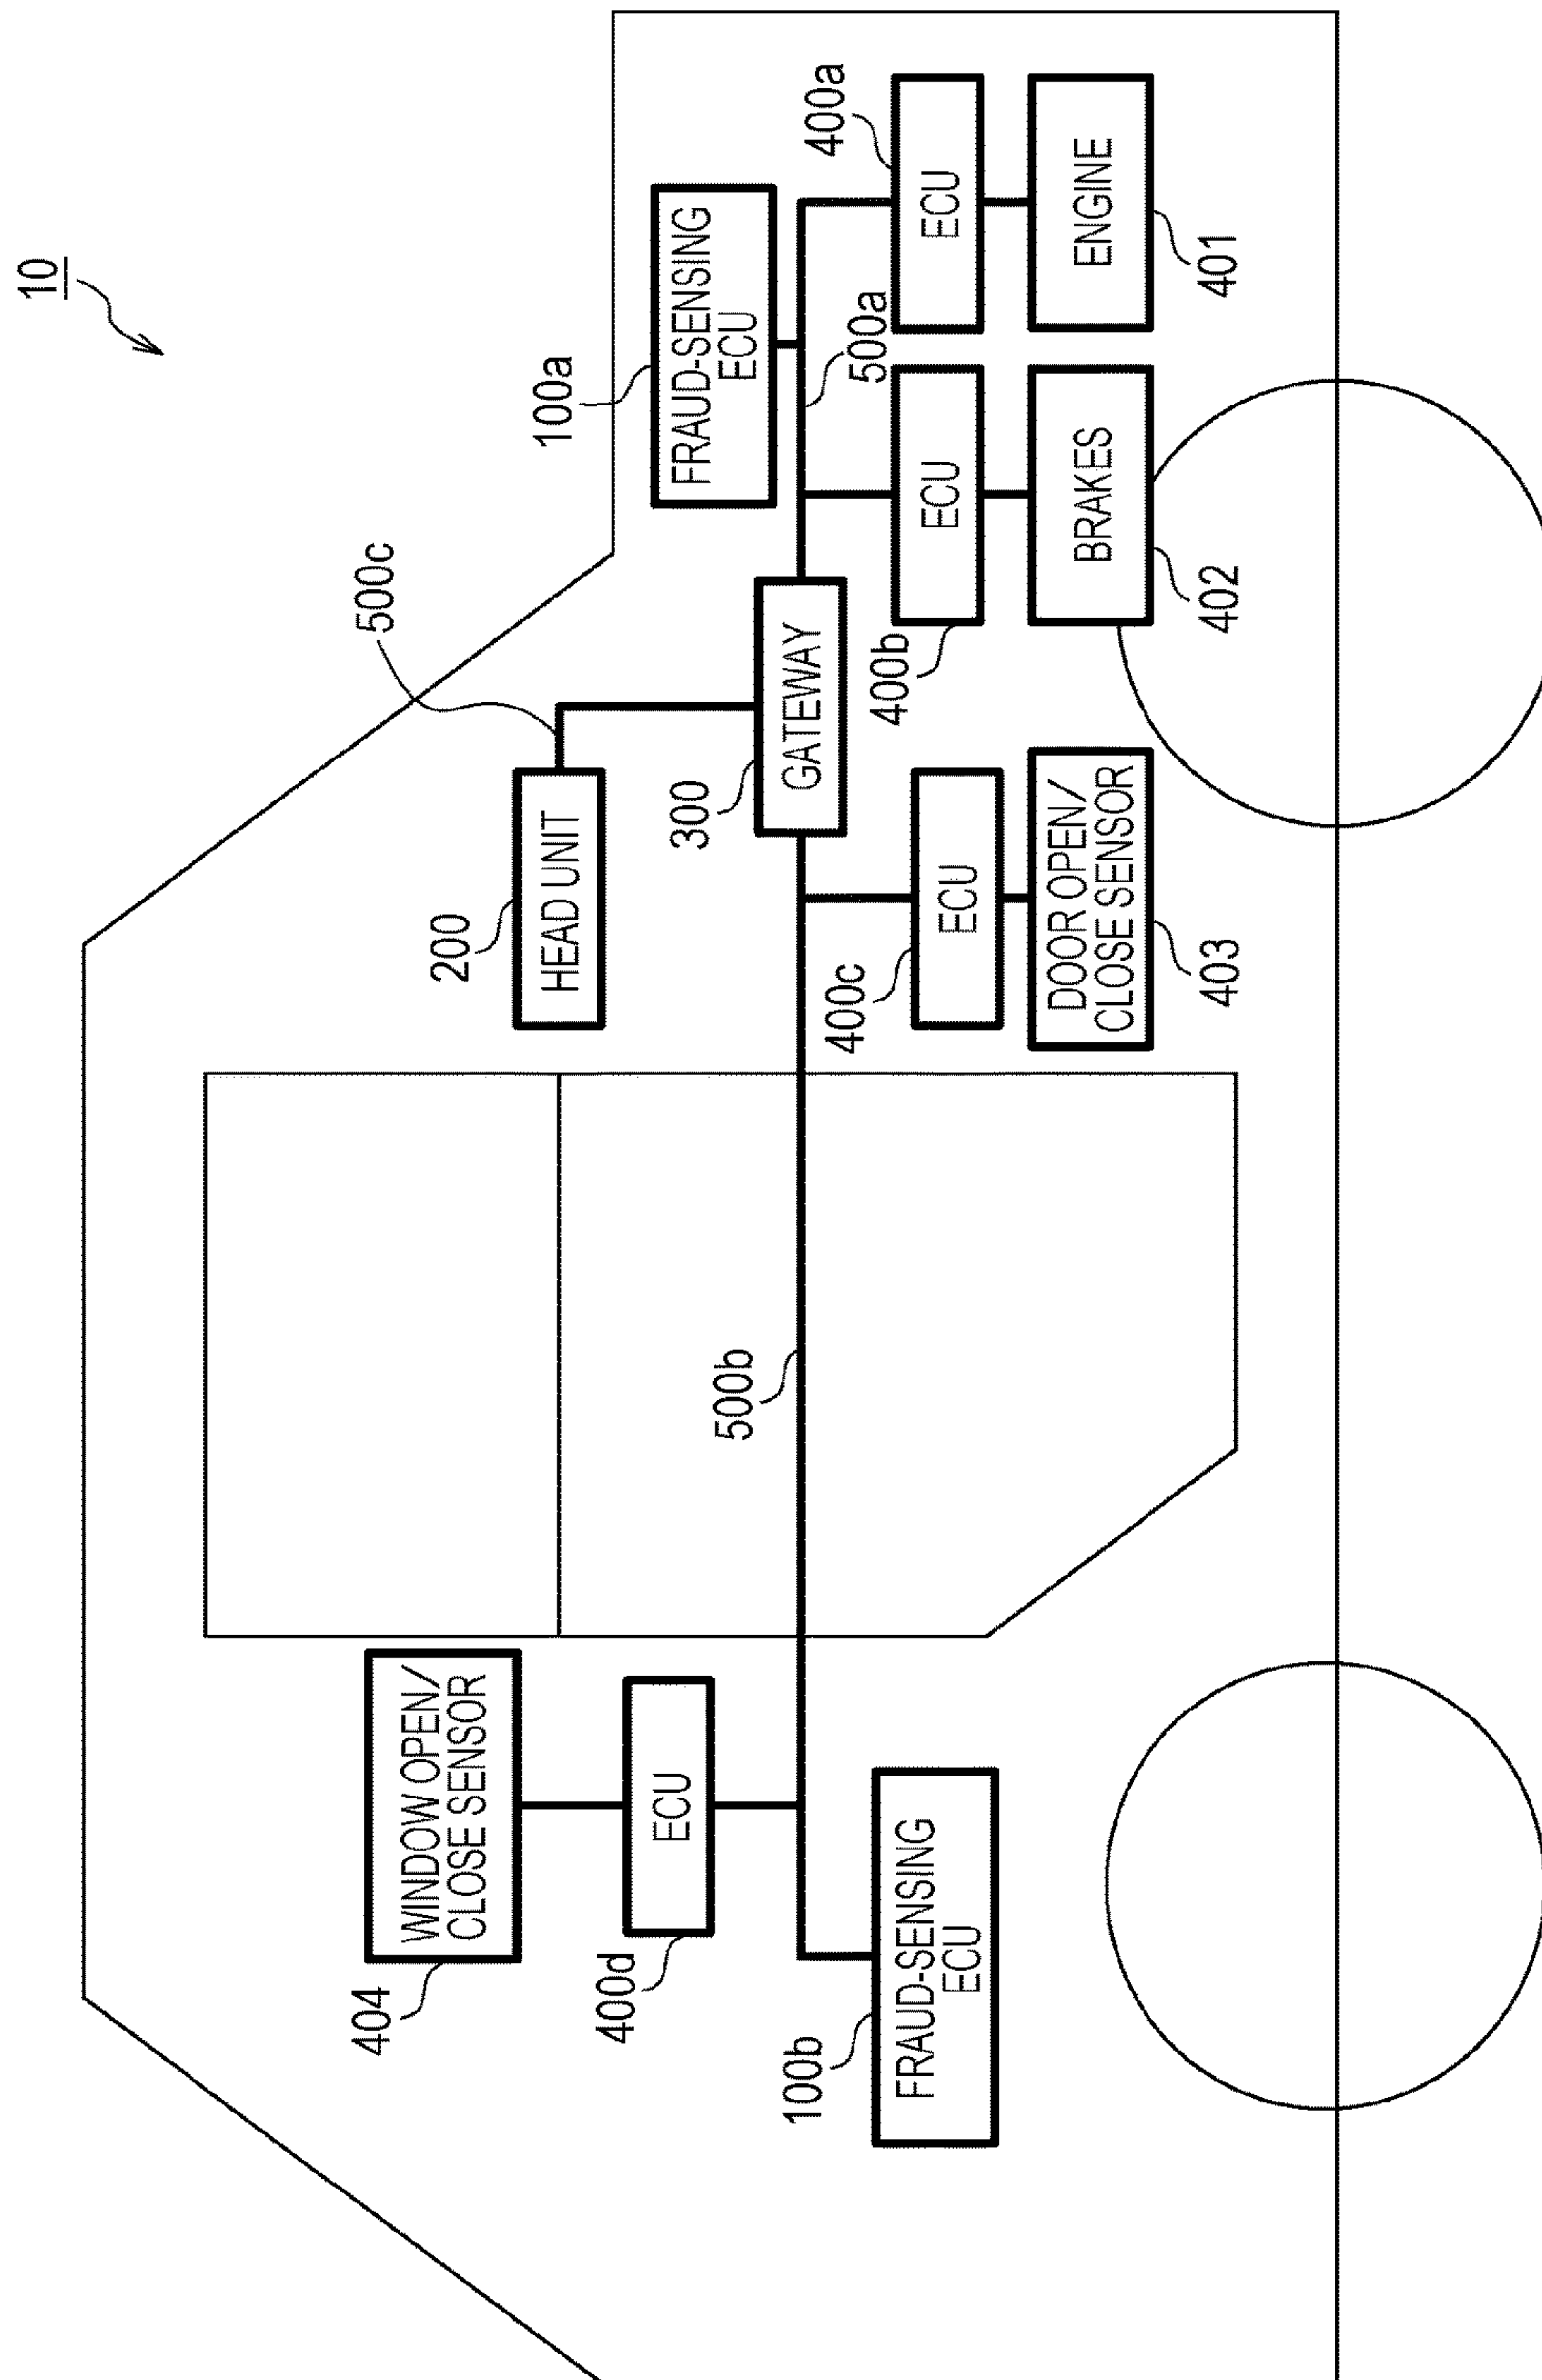 10
100a
FRAUD-SENSING
ECU
500a
400a
ECU
ENGINE
401
400b
ECU
BRAKES
402
500c
200
HEAD UNIT
300
GATEWAY
400c
ECU
DOOR OPEN/
CLOSE SENSOR
403
500b
404
WINDOW OPEN/
CLOSE SENSOR
400d
ECU
100b
FRAUD-SENSING
ECU